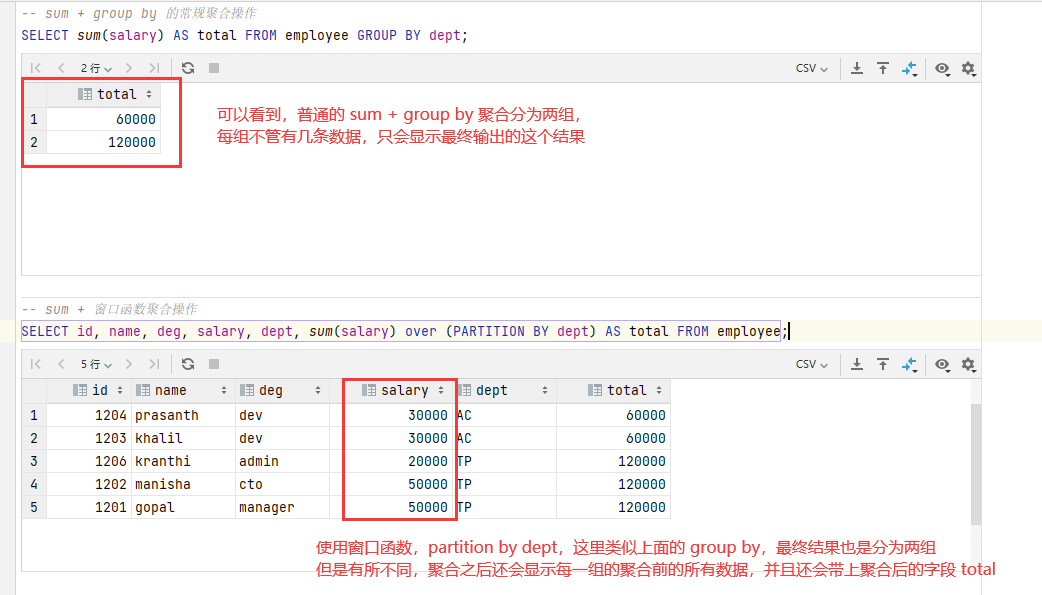 -- sum + group by 的常规聚合操作
SELECT sum(salary) AS total FROM employee GROUP BY dept;
2 行 CSV
total
1 60000
2 120000
可以看到，普通的 sum + group by 聚合分为两组，
每组不管有几条数据，只会显示最终输出的这个结果
-- sum + 窗口函数聚合操作
SELECT id, name, deg, salary, dept, sum(salary) over (PARTITION BY dept) AS total FROM employee;
5 行 CSV
id name deg salary dept total
1 1204 prasanth dev 30000 AC 60000
2 1203 khalil dev 30000 AC 60000
3 1206 kranthi admin 20000 TP 120000
4 1202 manisha cto 50000 TP 120000
5 1201 gopal manager 50000 TP 120000
使用窗口函数，partition by dept，这里类似上面的 group by，最终结果也是分为两组
但是有所不同，聚合之后还会显示每一组的聚合前的所有数据，并且还会带上聚合后的字段 total